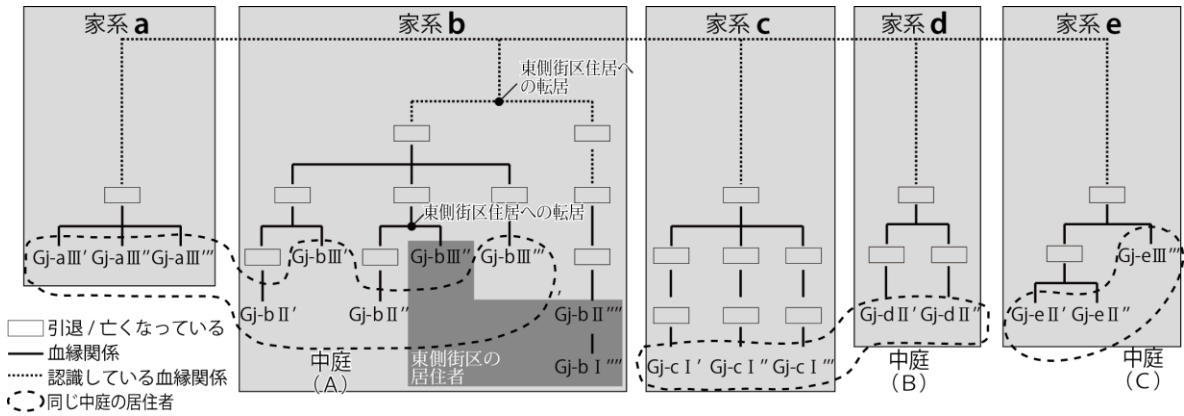 家系 a
家系 b
家系 c
家系 d
家系 e
東側街区住居へ
の転居
東側街区住居への転居
Gj-aⅢ' Gj-aⅢ" Gj-aⅢ'"
Gj-bⅢ'
Gj-bⅢ"
Gj-bⅢ'"
Gj-eⅢ'"
Gj-bⅡ'
Gj-bⅡ"
Gj-bⅡ""
Gj-dⅡ' Gj-dⅡ"
Gj-eⅡ' Gj-eⅡ"
Gj-bⅠ""
Gj-cⅠ' Gj-cⅠ" Gj-cⅠ'"
東側街区の
居住者
中庭
(A)
中庭
(B)
中庭
(C)
引退 / 亡くなっている
血縁関係
認識している血縁関係
同じ中庭の居住者